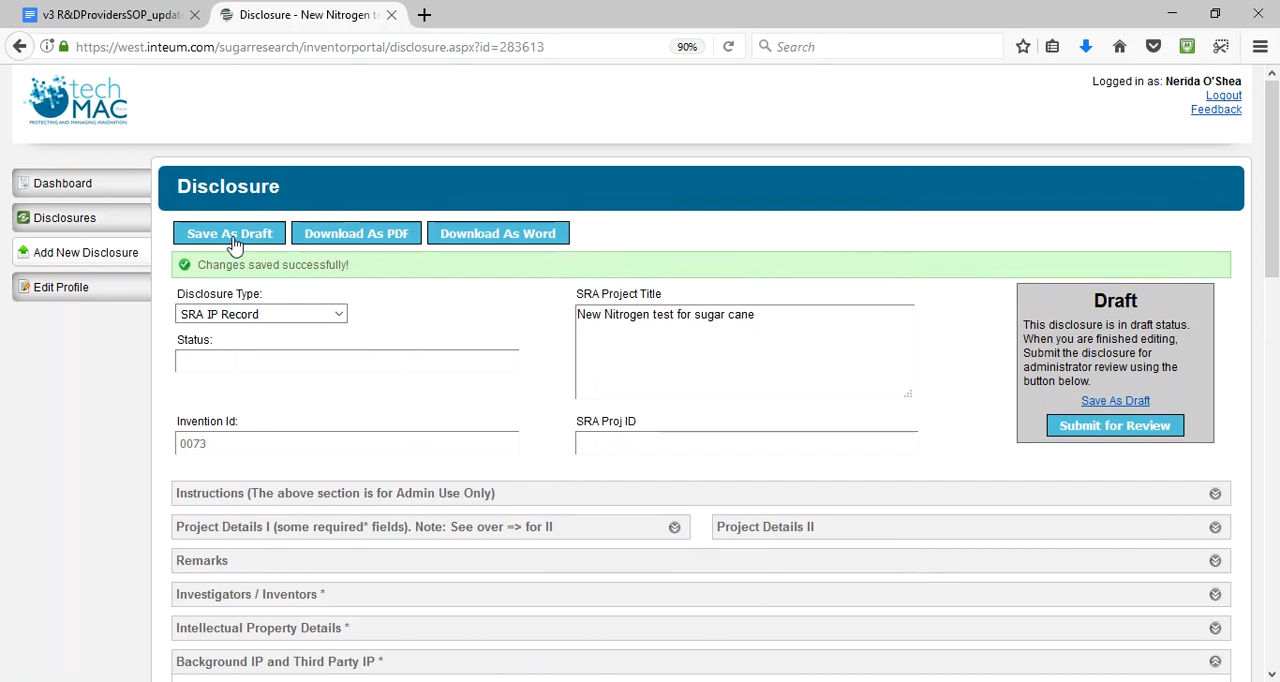 v3 R&DProvidersSOP_updat
Disclosure - New Nitrogen t
https://west.inteum.com/sugarresearch/inventorportal/disclosure.aspx?id=283613
90%
Search
tech
MAC
PROTECTING AND MANAGING INNOVATION
Logged in as: Nerida O'Shea
Logout
Feedback
Dashboard
Disclosures
Add New Disclosure
Edit Profile
Disclosure
Save As Draft
Download As PDF
Download As Word
Changes saved successfully!
Disclosure Type:
SRA IP Record
Status:
Invention Id:
0073
SRA Project Title
New Nitrogen test for sugar cane
SRA Proj ID
Draft
This disclosure is in draft status.
When you are finished editing,
Submit the disclosure for
administrator review using the
button below.
Save As Draft
Submit for Review
Instructions (The above section is for Admin Use Only)
Project Details I (some required* fields). Note: See over => for II
Project Details II
Remarks
Investigators / Inventors *
Intellectual Property Details *
Background IP and Third Party IP *